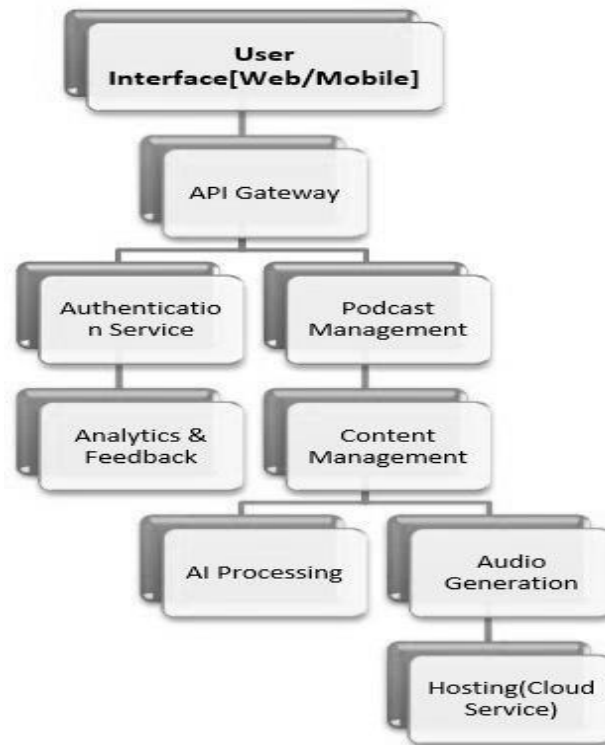 User
Interface[Web/Mobile]
API Gateway
Authenticatio
n Service
Podcast
Management
Analytics &
Feedback
Content
Management
AI Processing
Audio
Generation
Hosting(Cloud
Service)